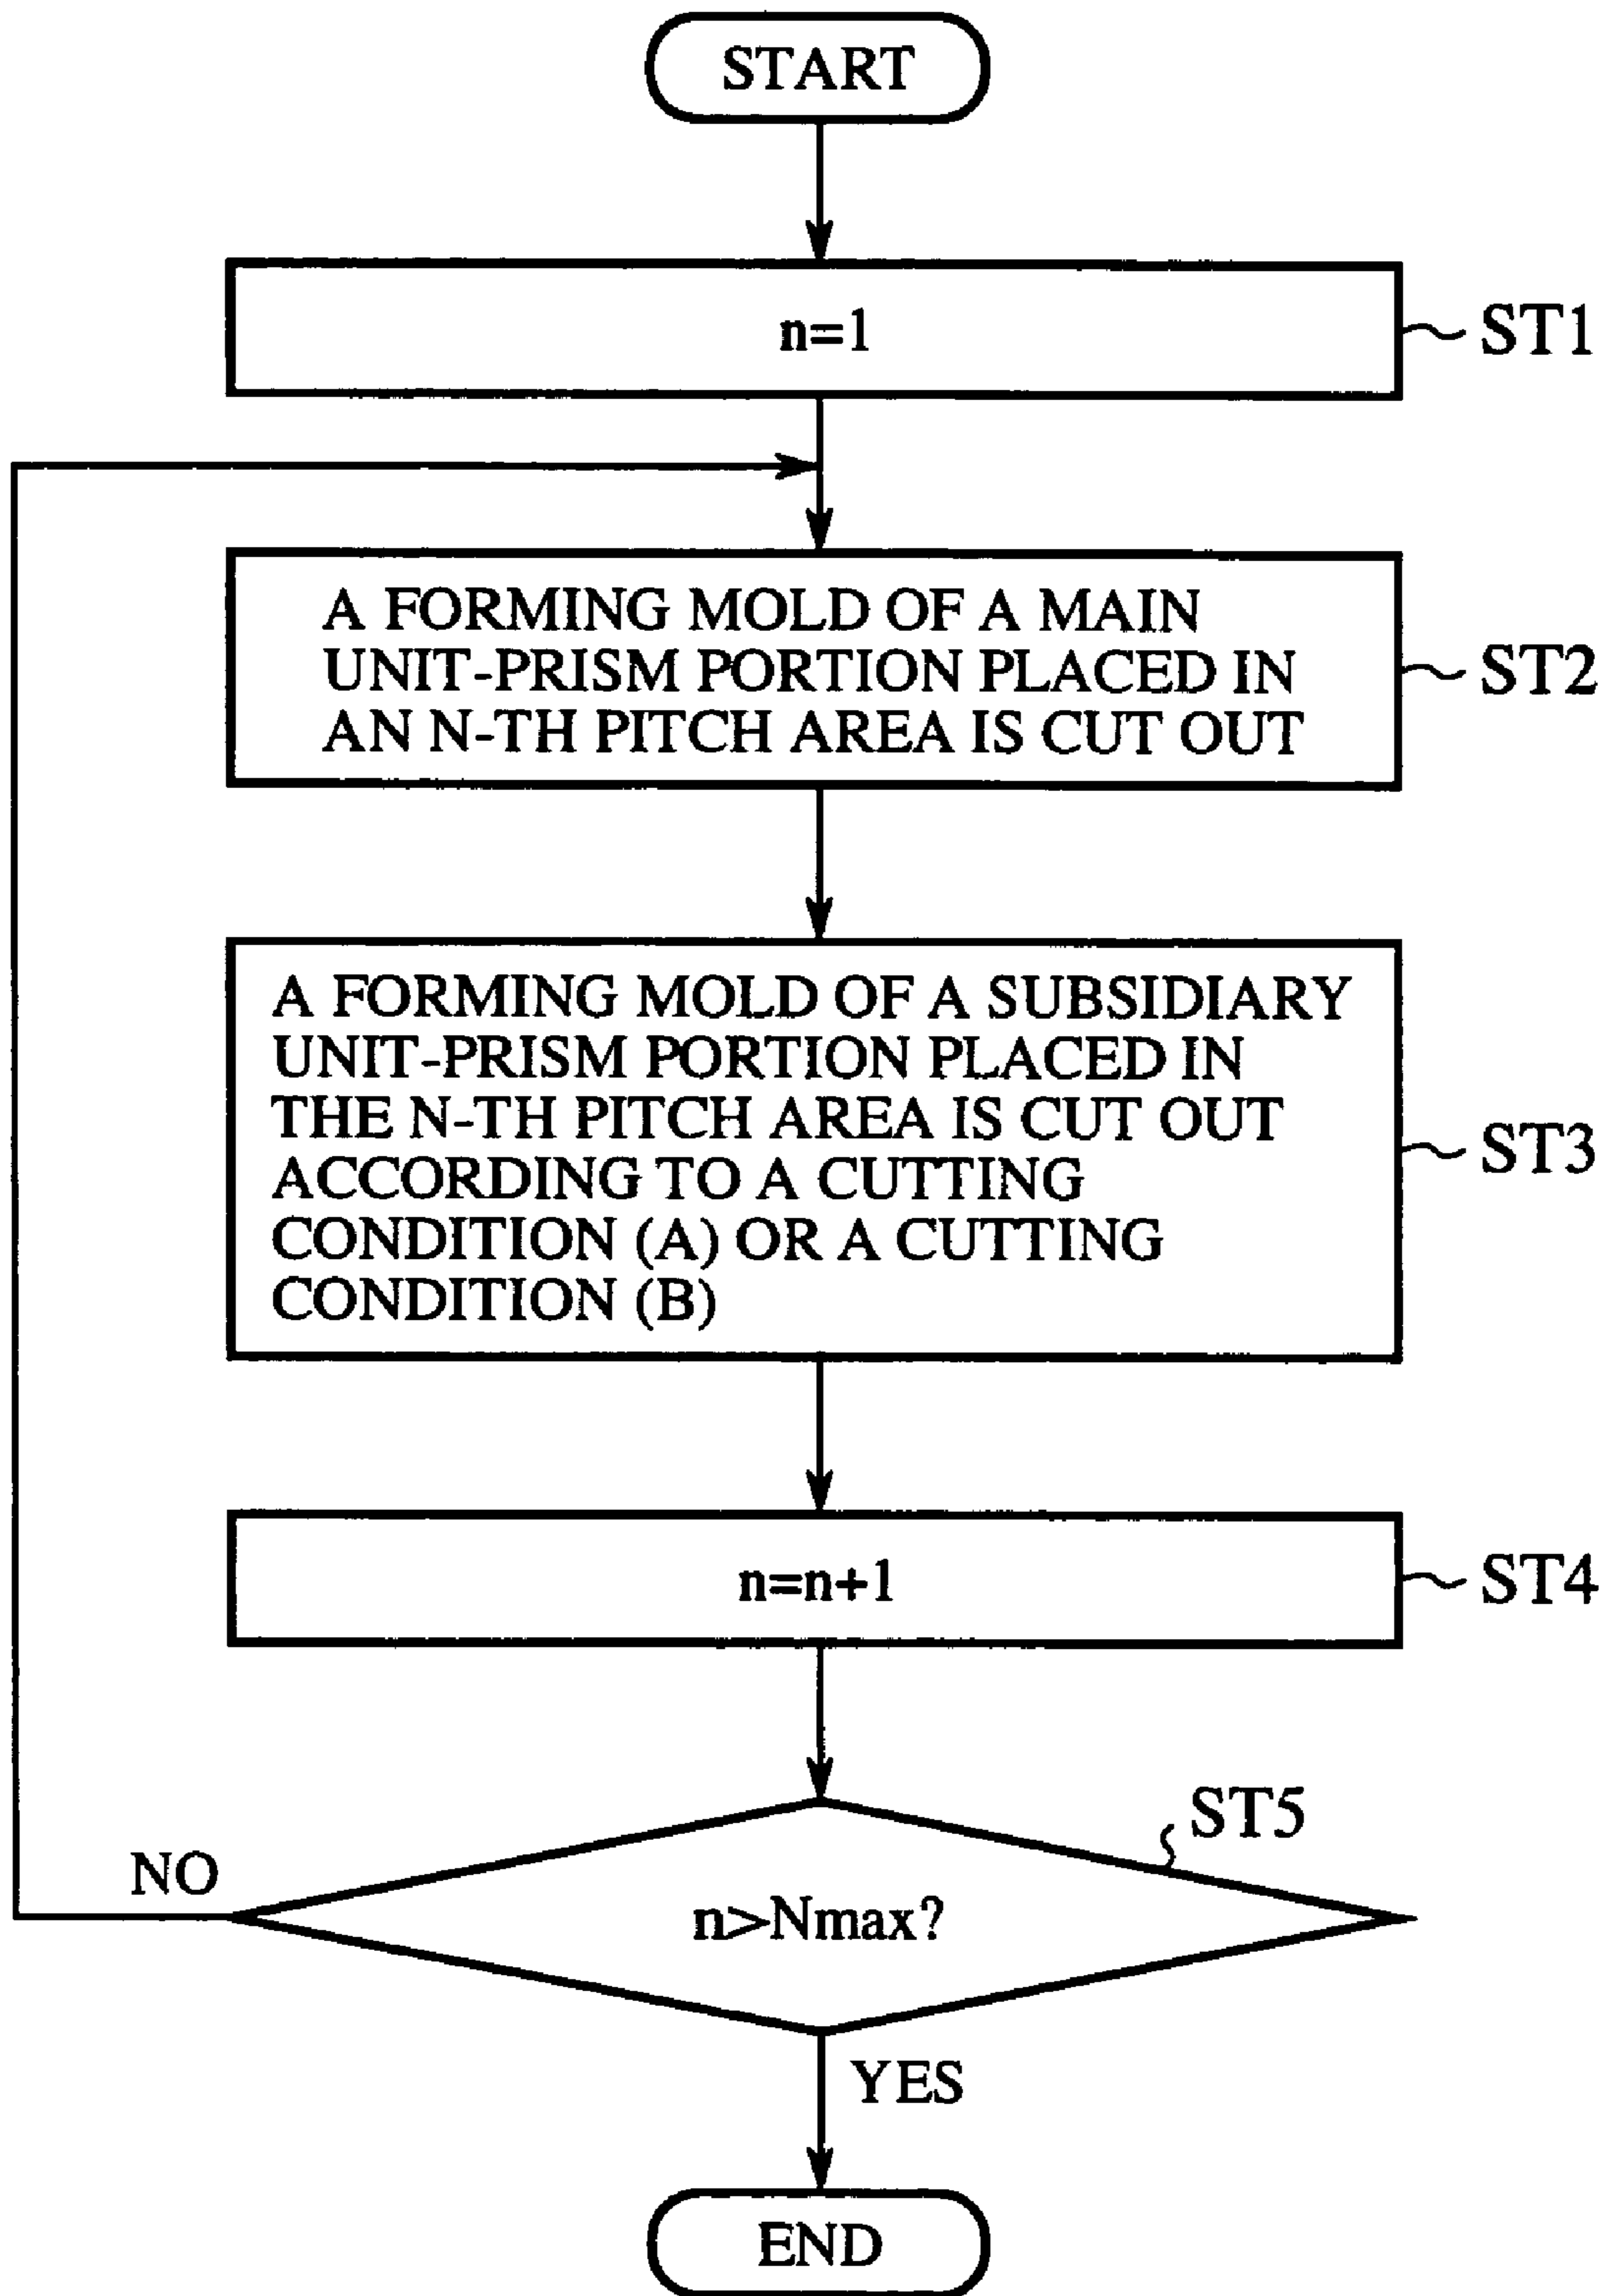 START
n=1
ST1
A FORMING MOLD OF A MAIN
UNIT-PRISM PORTION PLACED IN
AN N-TH PITCH AREA IS CUT OUT
ST2
A FORMING MOLD OF A SUBSIDIARY
UNIT-PRISM PORTION PLACED IN
THE N-TH PITCH AREA IS CUT OUT
ACCORDING TO A CUTTING
CONDITION (A) OR A CUTTING
CONDITION (B)
ST3
n=n+1
ST4
ST5
NO
n>Nmax?
YES
END